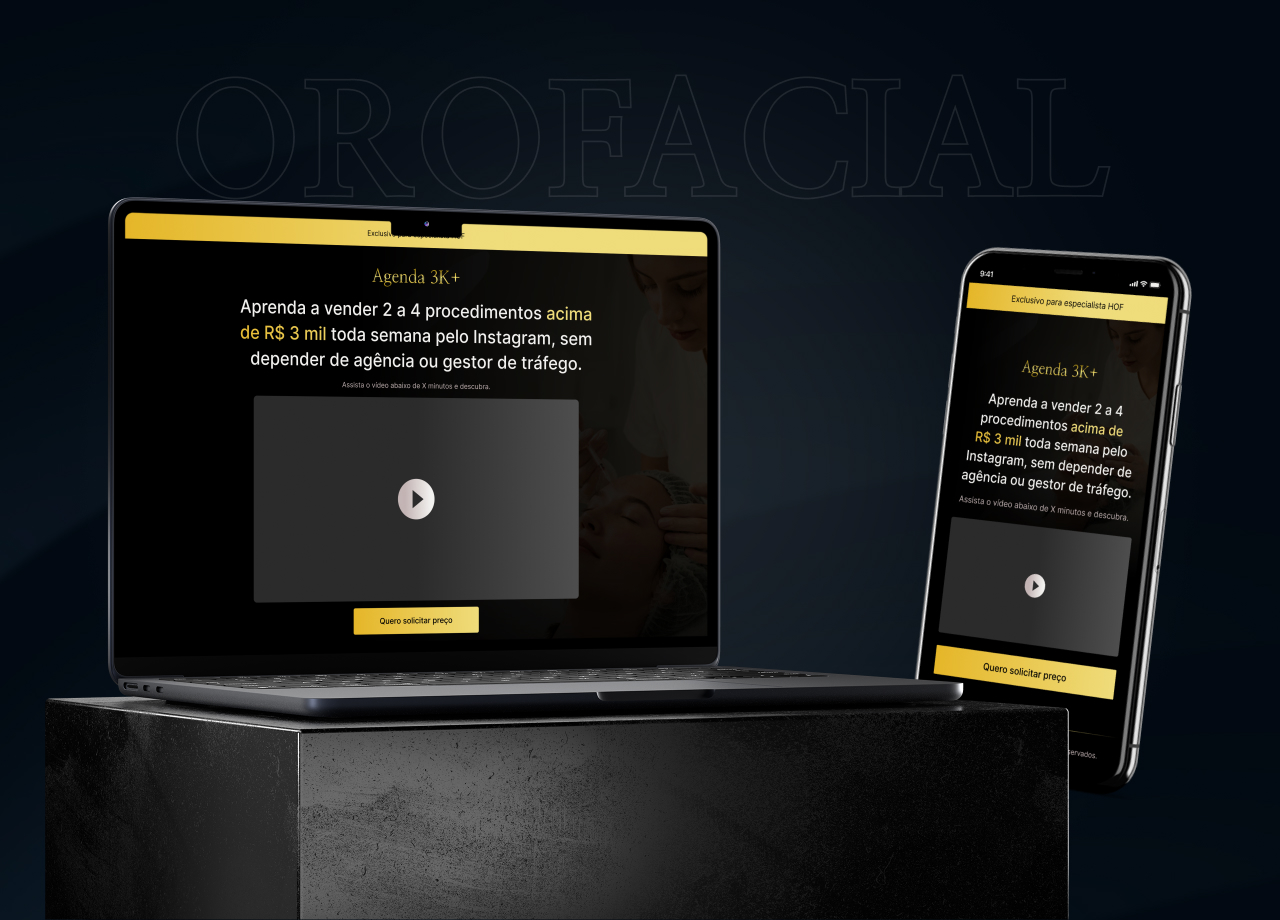 OROFACIAL
Exclusivo para especialista HOF
Agenda 3K+
Aprenda a vender 2 a 4 procedimentos acima
de R$ 3 mil toda semana pelo Instagram, sem
depender de agência ou gestor de tráfego.
Assista o vídeo abaixo de X minutos e descubra.
Quero solicitar preço
9:41
Exclusivo para especialista HOF
Agenda 3K+
Aprenda a vender 2 a 4
procedimentos acima de
R$ 3 mil toda semana pelo
Instagram, sem depender de
agência ou gestor de tráfego.
Assista o vídeo abaixo de X minutos e descubra.
Quero solicitar preço